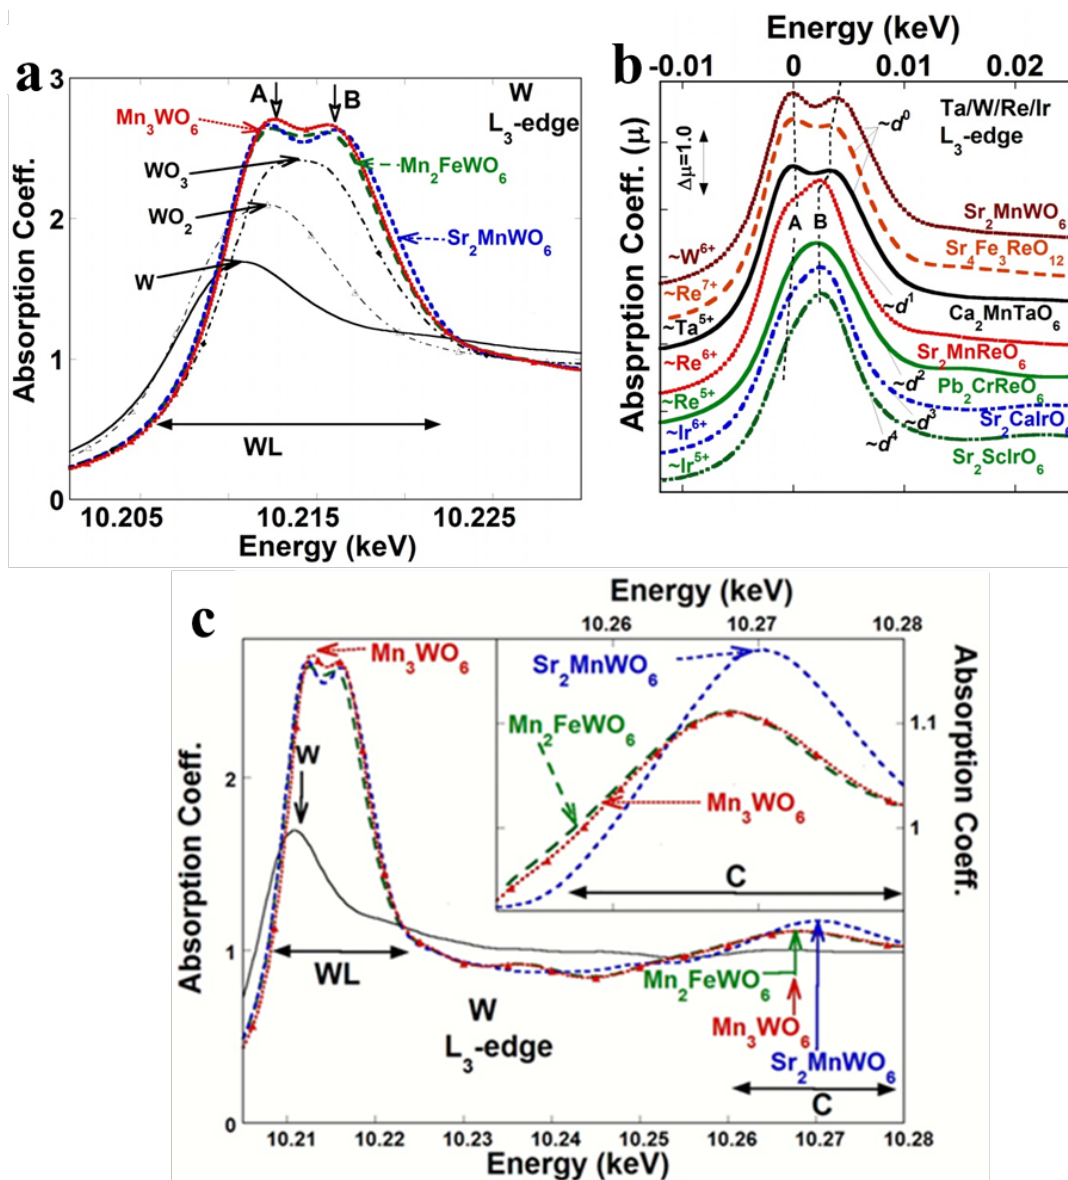 a
3
2
1
0
Absorption Coeff.
A
B
W
L3-edge
Mn3WO6
WO3
Mn2FeWO6
WO2
Sr2MnWO6
W
WL
10.205
10.215
10.225
Energy (keV)
Energy (keV)
b
-0.01
0
0.01
0.02
Absprption Coeff. (μ)
Δμ=1.0
~d0
Ta/W/Re/Ir
L3-edge
A
B
~W6+
Sr2MnWO6
~Re7+
Sr4Fe3ReO12
~Ta5+
~d1
Ca2MnTaO6
~Re6+
Sr2MnReO6
~Re5+
~d2
Pb2CrReO6
~Ir6+
~d3
Sr2CaIrO6
~Ir5+
~d4
Sr2ScIrO6
c
Energy (keV)
10.26
10.27
10.28
Mn3WO6
Sr2MnWO6
Mn2FeWO6
Mn3WO6
C
1.1
1
Absorption Coeff.
W
2
1
0
Absorption Coeff.
WL
W
L3-edge
Mn2FeWO6
Mn3WO6
Sr2MnWO6
C
10.21
10.22
10.23
10.24
10.25
10.26
10.27
10.28
Energy (keV)